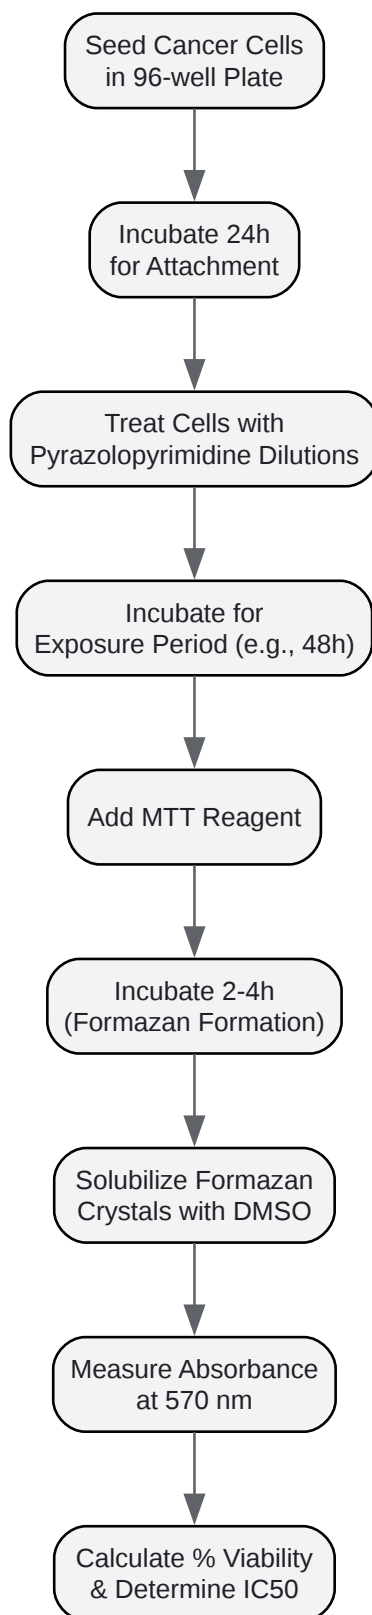 Seed Cancer Cells
in 96-well Plate
Incubate 24h
for Attachment
Treat Cells with
Pyrazolopyrimidine Dilutions
Incubate for
Exposure Period (e.g., 48h)
Add MTT Reagent
Incubate 2-4h
(Formazan Formation)
Solubilize Formazan
Crystals with DMSO
Measure Absorbance
at 570 nm
Calculate % Viability
& Determine IC50